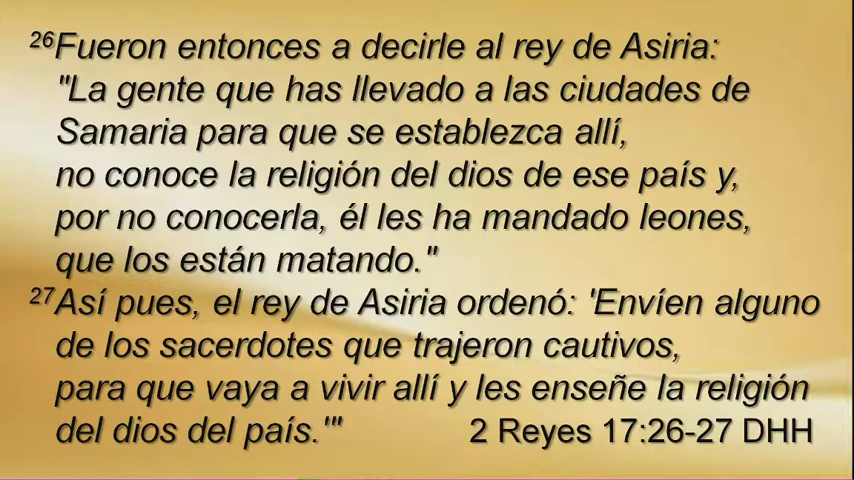 26Fueron entonces a decirle al rey de Asiria:
"La gente que has llevado a las ciudades de
Samaria para que se establezca allí,
no conoce la religión del dios de ese país y,
por no conocerla, él les ha mandado leones,
que los están matando."
27Así pues, el rey de Asiria ordenó: 'Envíen alguno
de los sacerdotes que trajeron cautivos,
para que vaya a vivir allí y les enseñe la religión
del dios del país.'" 2 Reyes 17:26-27 DHH